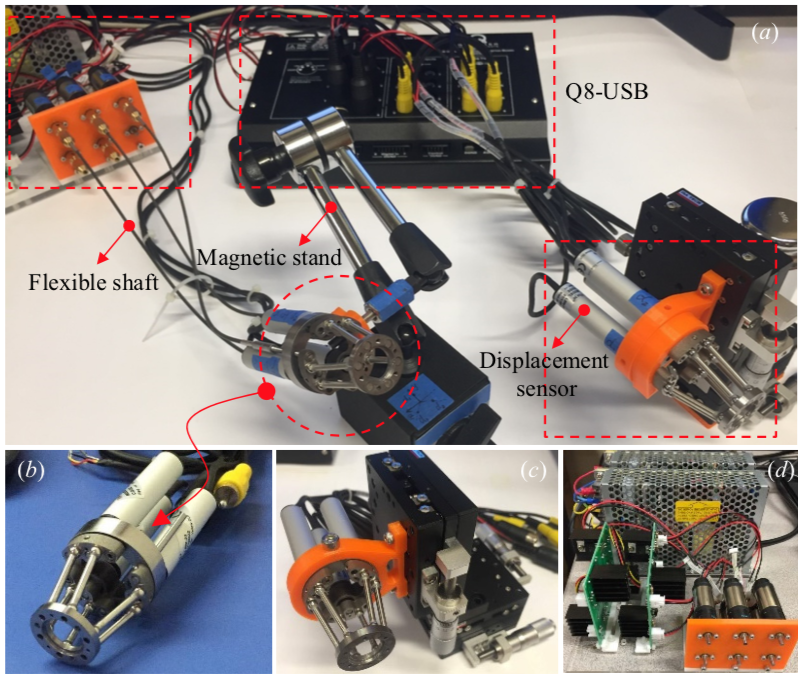 (a)
Q8-USB
Magnetic stand
Flexible shaft
Displacement
sensor
(b)
(c)
(d)